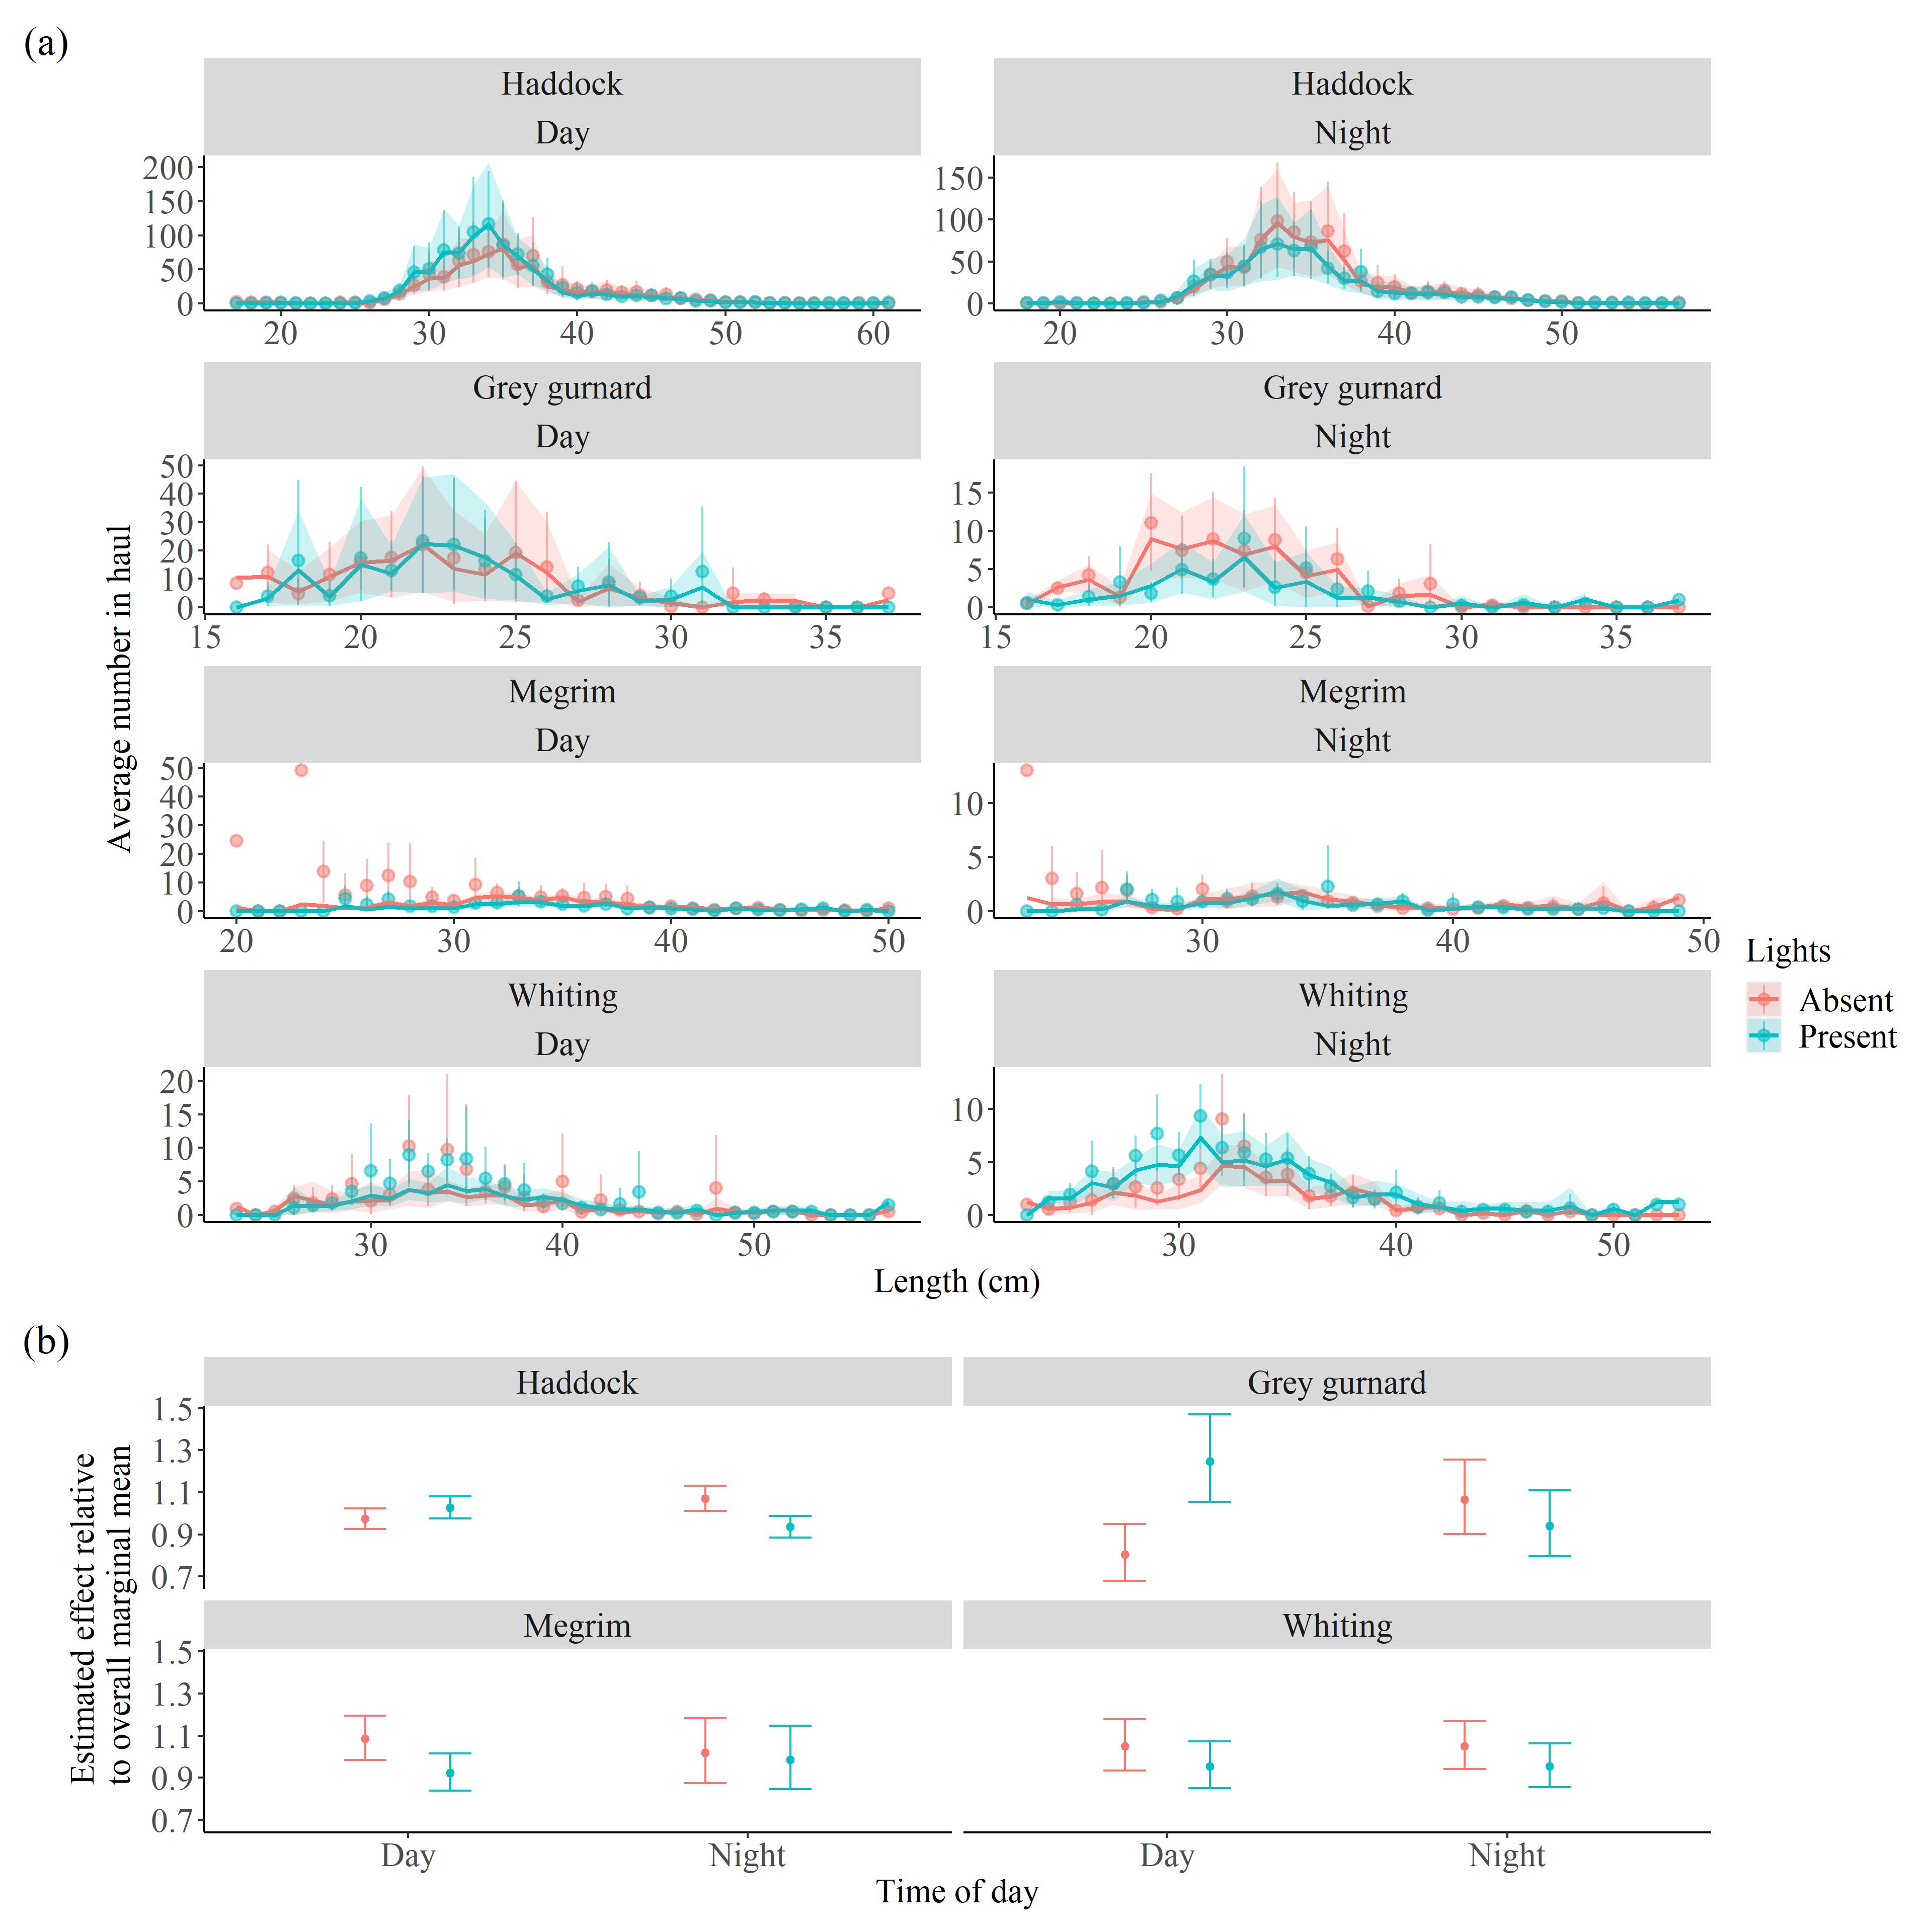 (a)
Haddock
Day
Haddock
Night
200
150
100
50
0
20 30 40 50 60
150
100
50
0
20 30 40 50
Grey gurnard
Day
Grey gurnard
Night
50
40
30
20
10
0
15 20 25 30 35
15
10
5
0
15 20 25 30 35
Average number in haul
Megrim
Day
Megrim
Night
50
40
30
20
10
0
20 30 40 50
10
5
0
30 40 50
Lights
Absent
Present
Whiting
Day
Whiting
Night
20
15
10
5
0
30 40 50
10
5
0
30 40 50
Length (cm)
(b)
Haddock
Grey gurnard
1.5
1.3
1.1
0.9
0.7
Estimated effect relative
to overall marginal mean
Megrim
Whiting
1.5
1.3
1.1
0.9
0.7
Day Night
Day Night
Time of day